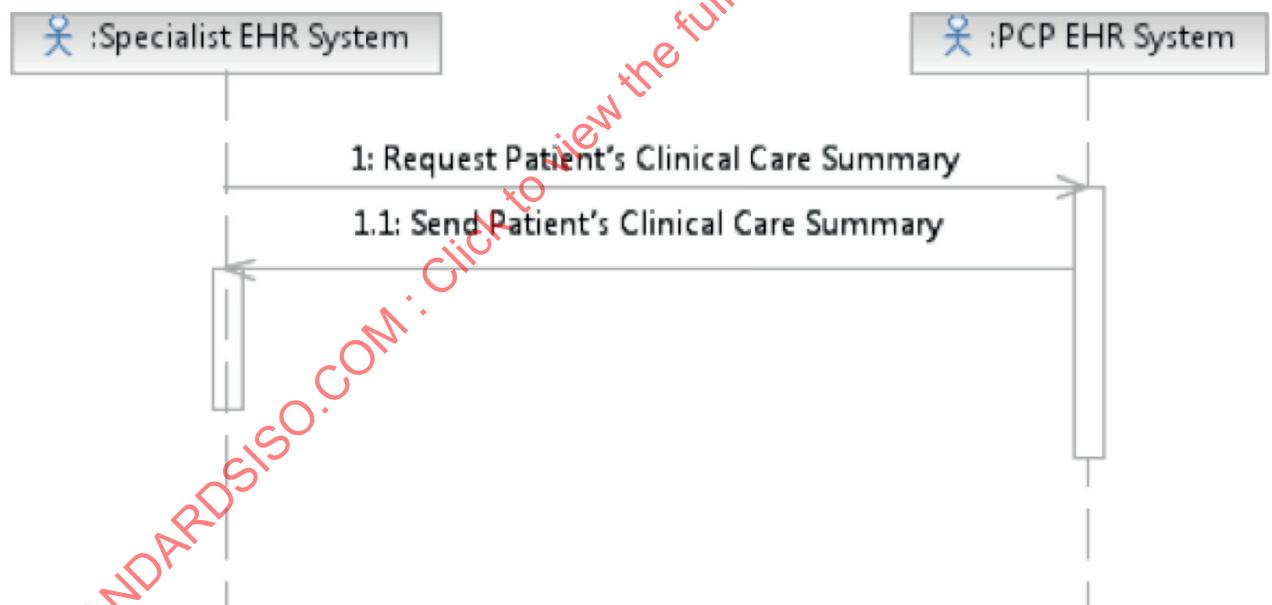 :Specialist EHR System
:PCP EHR System
1: Request Patient's Clinical Care Summary
1.1: Send Patient's Clinical Care Summary
NDARDSISO.COM : Click to view the full